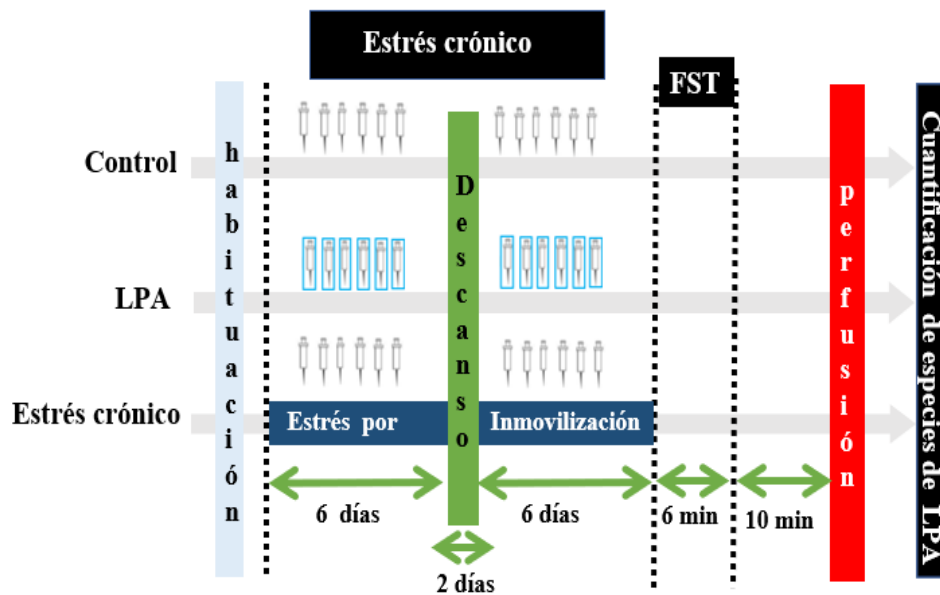 Estrés crónico
FST
Control
LPA
Estrés crónico
habituación
Descanso
Estrés por
Inmovilización
perfusión
Cuantificación de especies de LPA
6 días
6 días
6 min
10 min
2 días